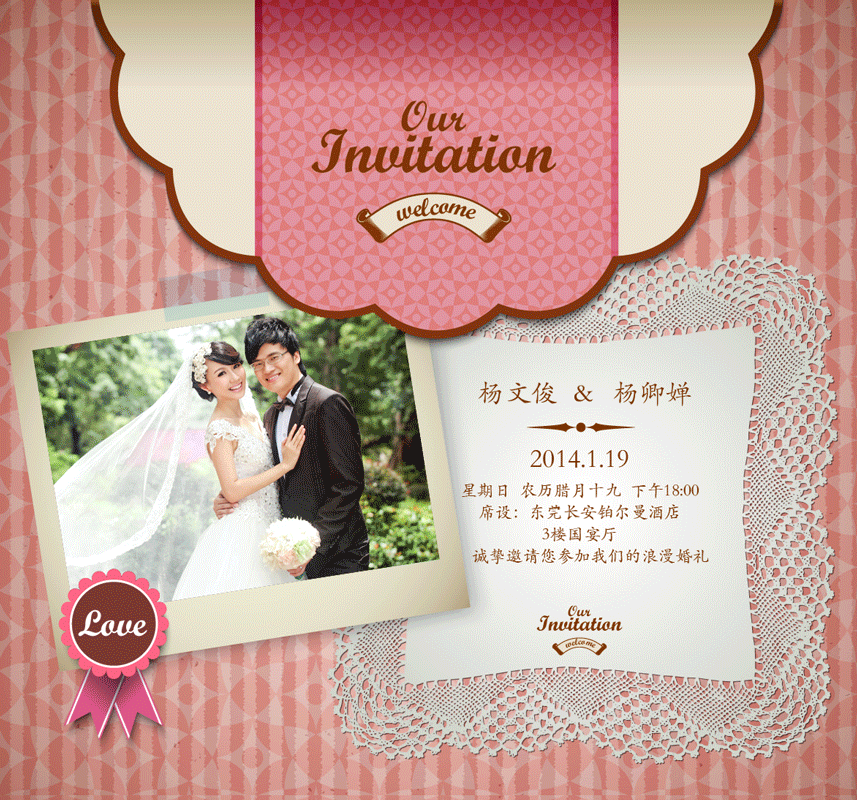 Our
Invitation
welcome
杨文俊 & 杨卿婵
2014.1.19
星期日 农历腊月十九 下午18:00
席设：东莞长安铂尔曼酒店
3楼国宴厅
诚挚邀请您参加我们的浪漫婚礼
Our
Invitation
welcome
Love